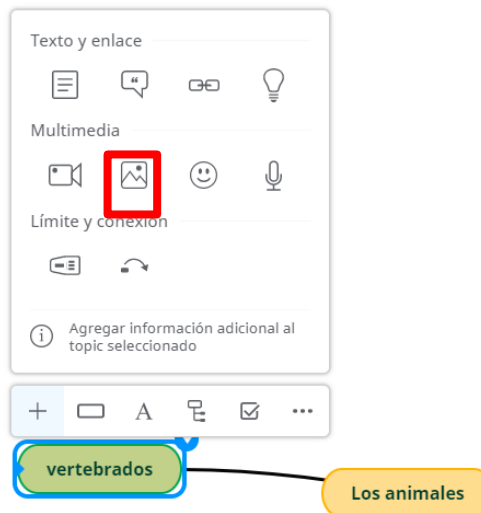 Texto y enlace
Multimedia
Límite y conexión
Agregar información adicional al
topic seleccionado
A
vertebrados
Los animales